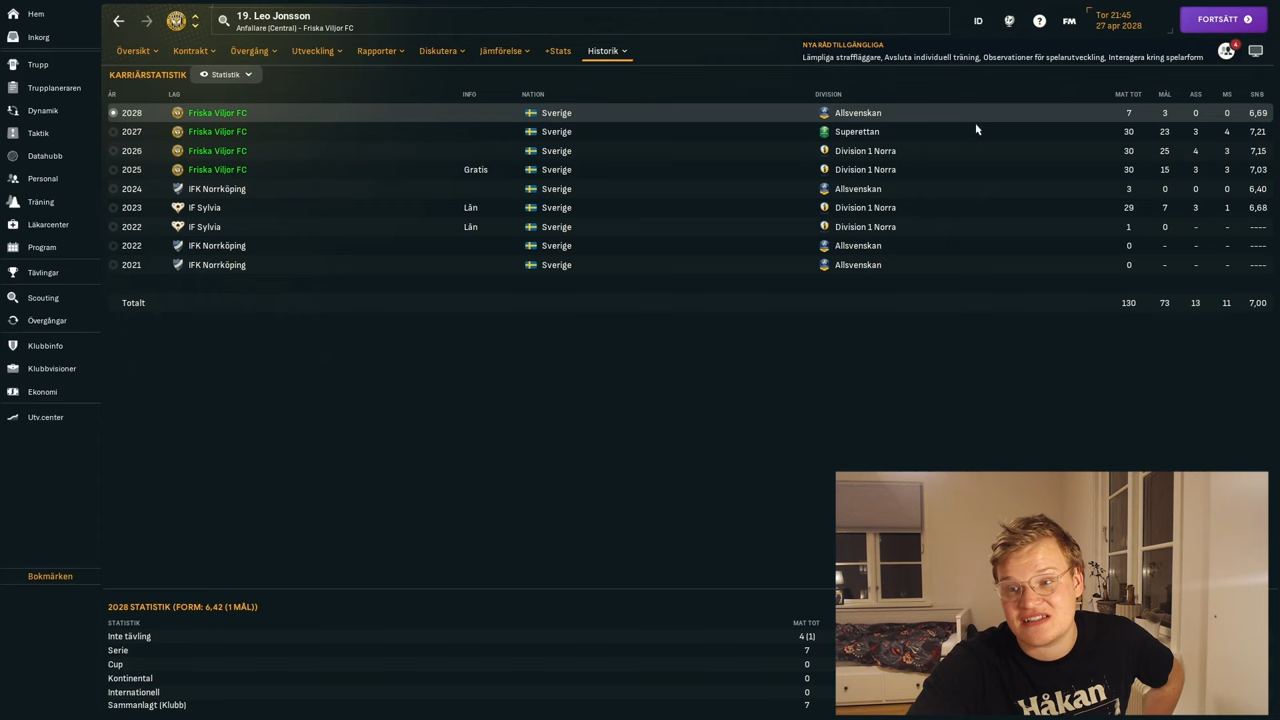 Hem
Inkorg
Trupp
Trupplaneraren
Dynamik
Taktik
Datahubb
Personal
Träning
Läkarcenter
Program
Tävlingar
Scouting
Övergångar
Klubbinfo
Klubbvisioner
Ekonomi
Utv.center
Bokmärken
19. Leo Jonsson
Anfallare (Central) - Friska Viljor FC
ID
?
FM
Tor 21:45
27 apr 2028
FORTSÄTT
Översikt Kontrakt Övergång Utveckling Rapporter Diskutera Jämförelse +Stats Historik
NYA RÅD TILLGÄNGLIGA
Lämpliga straffläggare, Avsluta individuell träning, Observationer för spelarutveckling, Interagera kring spelarform
4
KARRIÄRSTATISTIK Statistik
ÅR LAG INFO NATION DIVISION MAT TOT MÅL ASS MS SN B
2028 Friska Viljor FC Sverige Allsvenskan 7 3 0 0 6,69
2027 Friska Viljor FC Sverige Superettan 30 23 3 4 7,21
2026 Friska Viljor FC Sverige Division 1 Norra 30 25 4 3 7,15
2025 Friska Viljor FC Gratis Sverige Division 1 Norra 30 15 3 3 7,03
2024 IFK Norrköping Sverige Allsvenskan 3 0 0 0 6,40
2023 IF Sylvia Lån Sverige Division 1 Norra 29 7 3 1 6,68
2022 IF Sylvia Lån Sverige Division 1 Norra 1 0 - - ----
2022 IFK Norrköping Sverige Allsvenskan 0 - - - ----
2021 IFK Norrköping Sverige Allsvenskan 0 - - - ----
Totalt 130 73 13 11 7,00
2028 STATISTIK (FORM: 6,42 (1 MÅL))
STATISTIK MAT TOT
Inte tävling 4 (1)
Serie 7
Cup 0
Kontinental 0
Internationell 0
Sammanlagt (Klubb) 7
Håkan